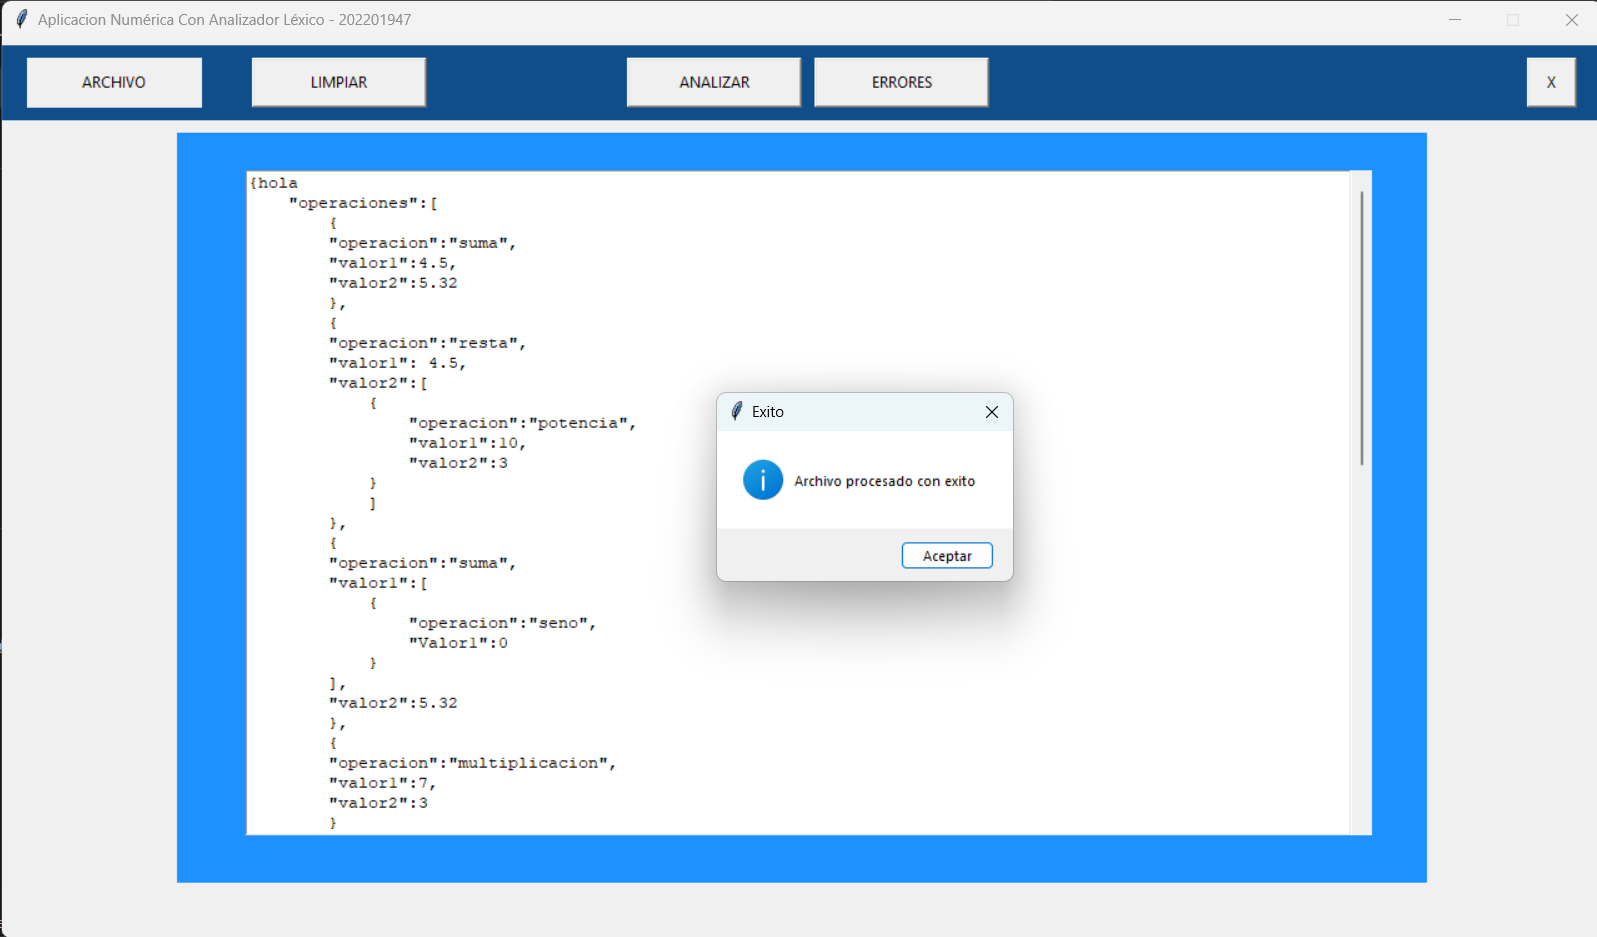 Aplicacion Numérica Con Analizador Léxico - 202201947
ARCHIVO LIMPIAR ANALIZAR ERRORES X
{hola
    "operaciones":[
        {
        "operacion":"suma",
        "valor1":4.5,
        "valor2":5.32
        },
        {
        "operacion":"resta",
        "valor1": 4.5,
        "valor2":[
            {
                "operacion":"potencia",
                "valor1":10,
                "valor2":3
            }
            ]
        },
        {
        "operacion":"suma",
        "valor1":[
            {
                "operacion":"seno",
                "Valor1":0
            }
        ],
        "valor2":5.32
        },
        {
        "operacion":"multiplicacion",
        "valor1":7,
        "valor2":3
        }
Exito
Archivo procesado con exito
Aceptar